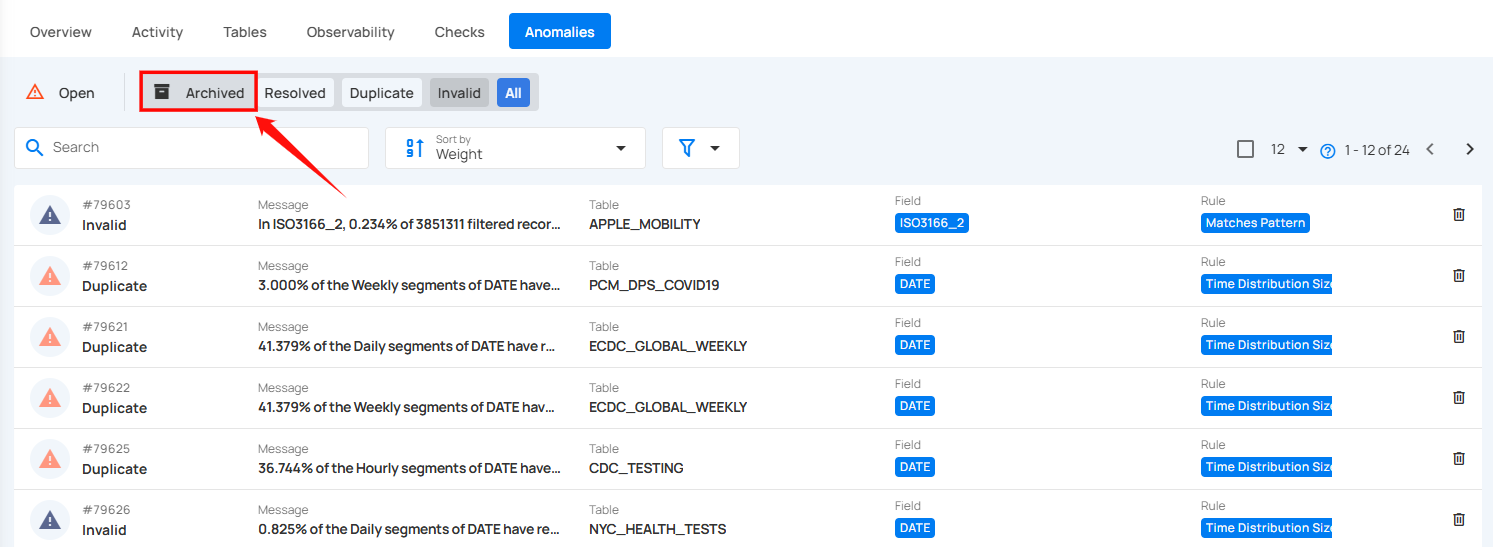 Overview Activity Tables Observability Checks Anomalies
Open Archived Resolved Duplicate Invalid All
Search Sort by Weight 12 1 - 12 of 24
#79603 Message Table Field Rule
Invalid In ISO3166_2, 0.234% of 3851311 filtered recor... APPLE_MOBILITY ISO3166_2 Matches Pattern
#79612 Message Table Field Rule
Duplicate 3.000% of the Weekly segments of DATE have... PCM_DPS_COVID19 DATE Time Distribution Size
#79621 Message Table Field Rule
Duplicate 41.379% of the Daily segments of DATE have r... ECDC_GLOBAL_WEEKLY DATE Time Distribution Size
#79622 Message Table Field Rule
Duplicate 41.379% of the Weekly segments of DATE hav... ECDC_GLOBAL_WEEKLY DATE Time Distribution Size
#79625 Message Table Field Rule
Duplicate 36.744% of the Hourly segments of DATE have... CDC_TESTING DATE Time Distribution Size
#79626 Message Table Field Rule
Invalid 0.825% of the Daily segments of DATE have re... NYC_HEALTH_TESTS DATE Time Distribution Size